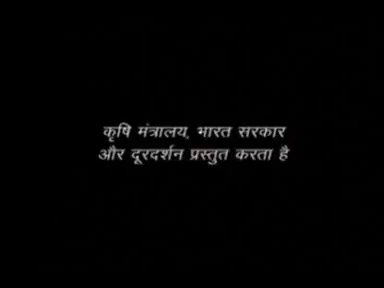 कृषि मंत्रालय, भारत सरकार
और दूरदर्शन प्रस्तुत करता है